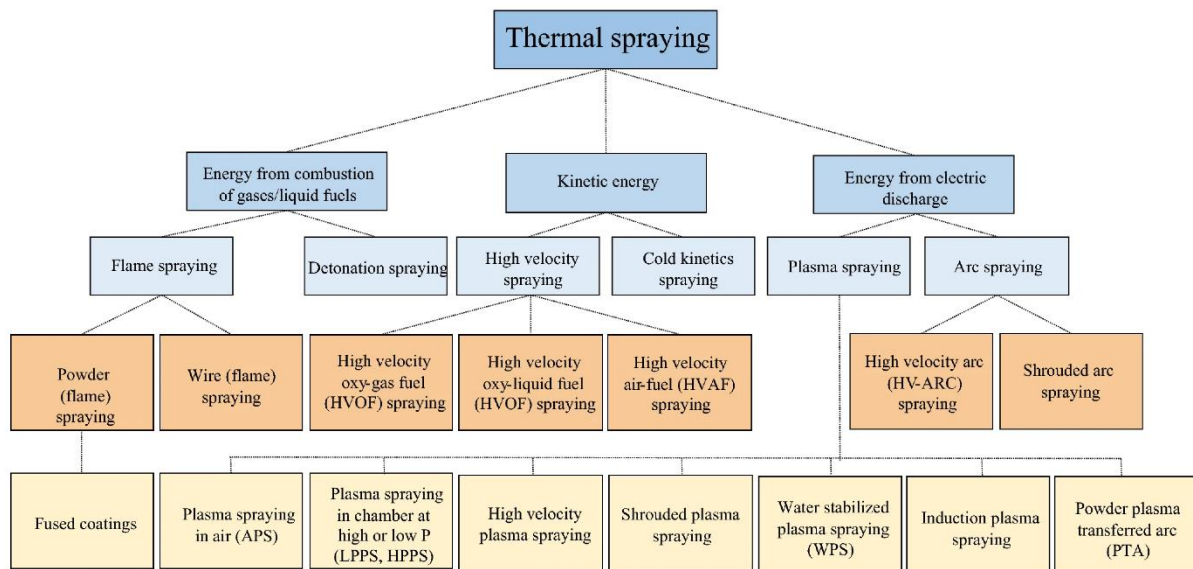 Thermal spraying
Energy from combustion
of gases/liquid fuels
Kinetic energy
Energy from electric
discharge
Flame spraying
Detonation spraying
High velocity
spraying
Cold kinetics
spraying
Plasma spraying
Arc spraying
Powder
(flame)
spraying
Wire (flame)
spraying
High velocity
oxy-gas fuel
(HVOF) spraying
High velocity
oxy-liquid fuel
(HVOF) spraying
High velocity
air-fuel (HVAF)
spraying
High velocity arc
(HV-ARC)
spraying
Shrouded arc
spraying
Fused coatings
Plasma spraying
in air (APS)
Plasma spraying
in chamber at
high or low P
(LPPS, HPPS)
High velocity
plasma spraying
Shrouded plasma
spraying
Water stabilized
plasma spraying
(WPS)
Induction plasma
spraying
Powder plasma
transferred arc
(PTA)